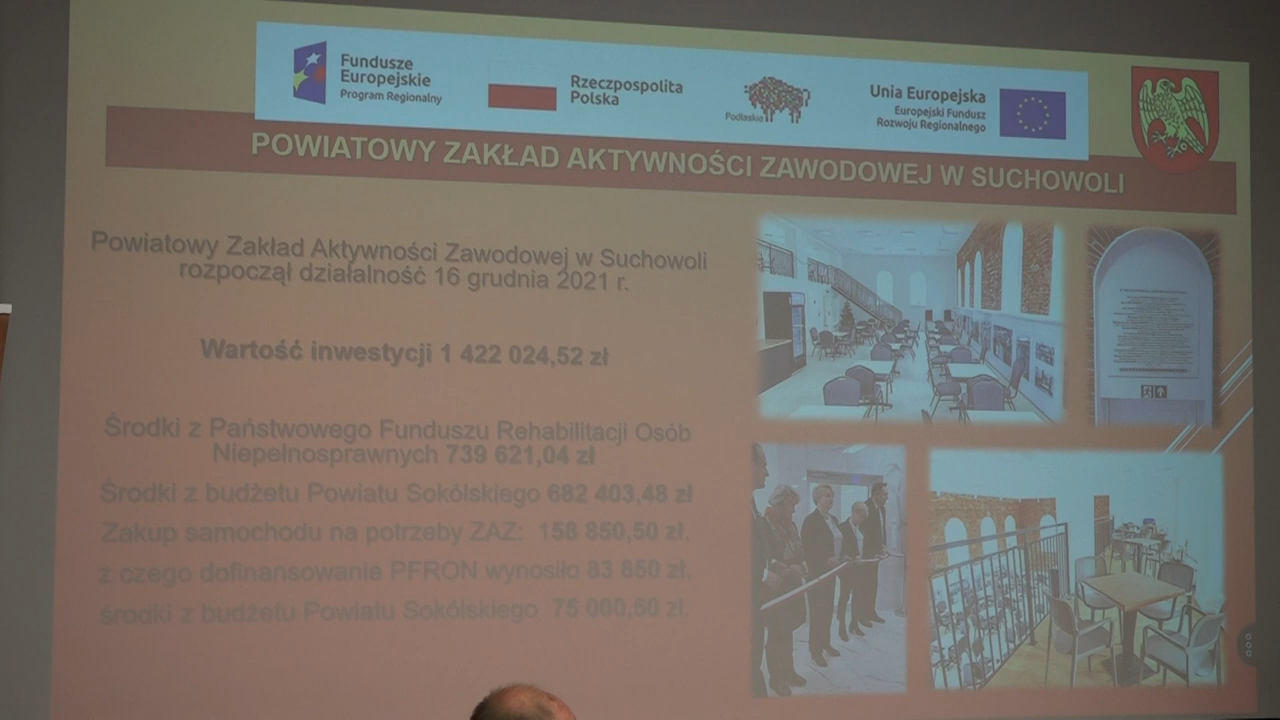 Fundusze
Europejskie
Program Regionalny
Rzeczpospolita
Polska
Podlaskie
Unia Europejska
Europejski Fundusz
Rozwoju Regionalnego
POWIATOWY ZAKŁAD AKTYWNOŚCI ZAWODOWEJ W SUCHOWOLI
Powiatowy Zakład Aktywności Zawodowej w Suchowoli
rozpoczął działalność 16 grudnia 2021 r.
Wartość inwestycji 1 422 024,52 zł
Środki z Państwowego Funduszu Rehabilitacji Osób
Niepełnosprawnych 739 621,04 zł
Środki z budżetu Powiatu Sokólskiego 682 403,48 zł
Zakup samochodu na potrzeby ZAZ: 158 850,50 zł,
z czego dofinansowanie PFRON wynosiło 83 850 zł,
środki z budżetu Powiatu Sokólskiego 75 000,50 zł.